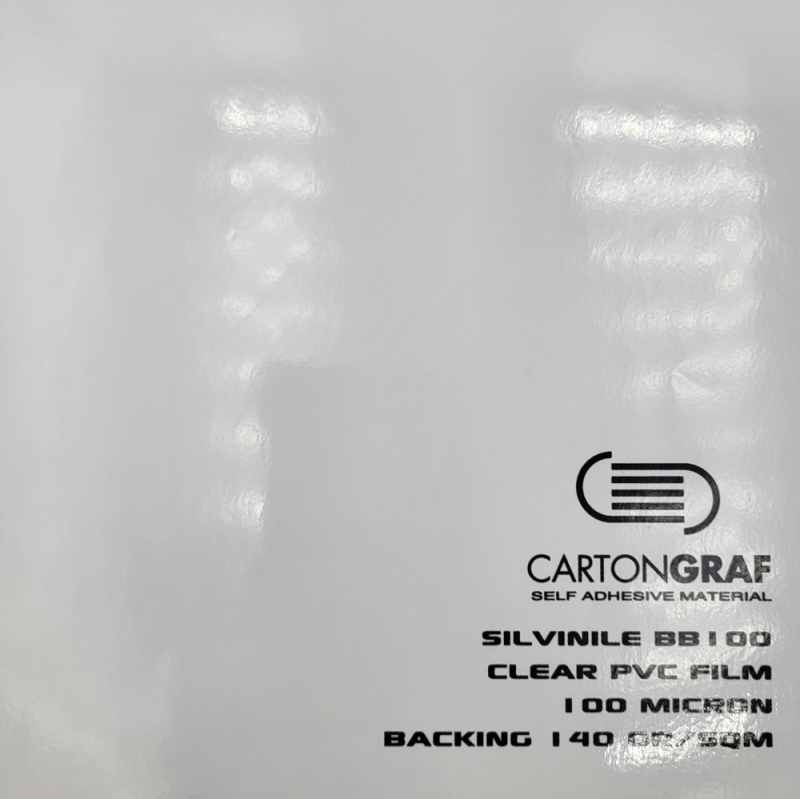 CARTONGRAF
SELF ADHESIVE MATERIAL
SILVINILE BB100
CLEAR PVC FILM
100 MICRON
BACKING 140 GR/SQM